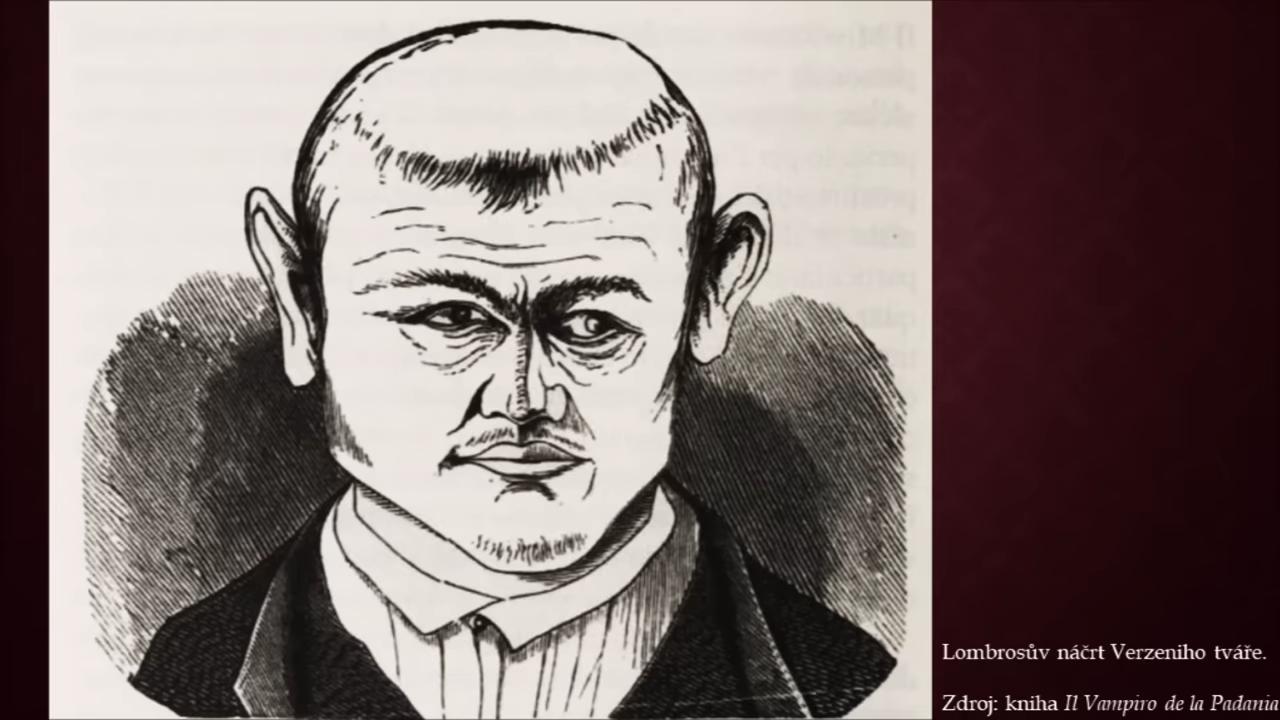 Lombrosův náčrt Verzeniho tváře.
Zdroj: kniha Il Vampiro de la Padania